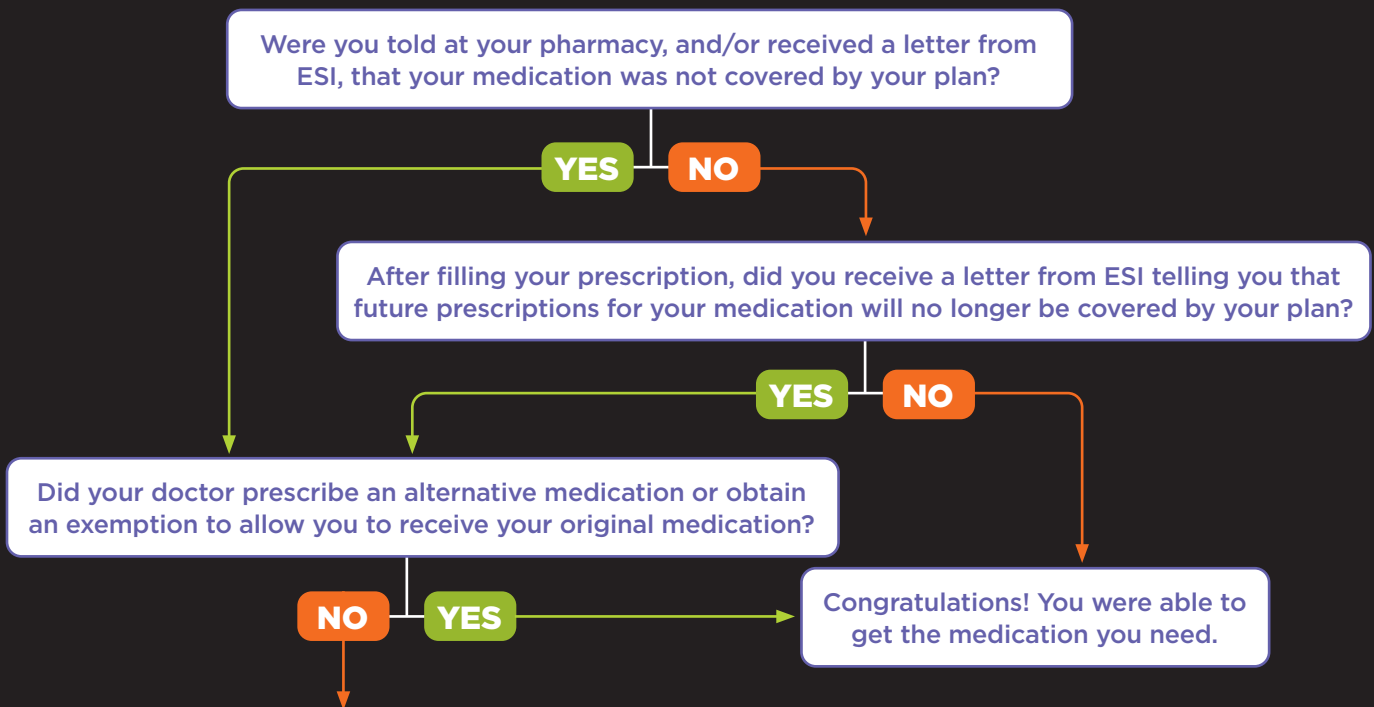 Were you told at your pharmacy, and/or received a letter from
ESI, that your medication was not covered by your plan?
YES
NO
After filling your prescription, did you receive a letter from ESI telling you that
future prescriptions for your medication will no longer be covered by your plan?
YES
NO
Did your doctor prescribe an alternative medication or obtain
an exemption to allow you to receive your original medication?
NO
YES
Congratulations! You were able to
get the medication you need.